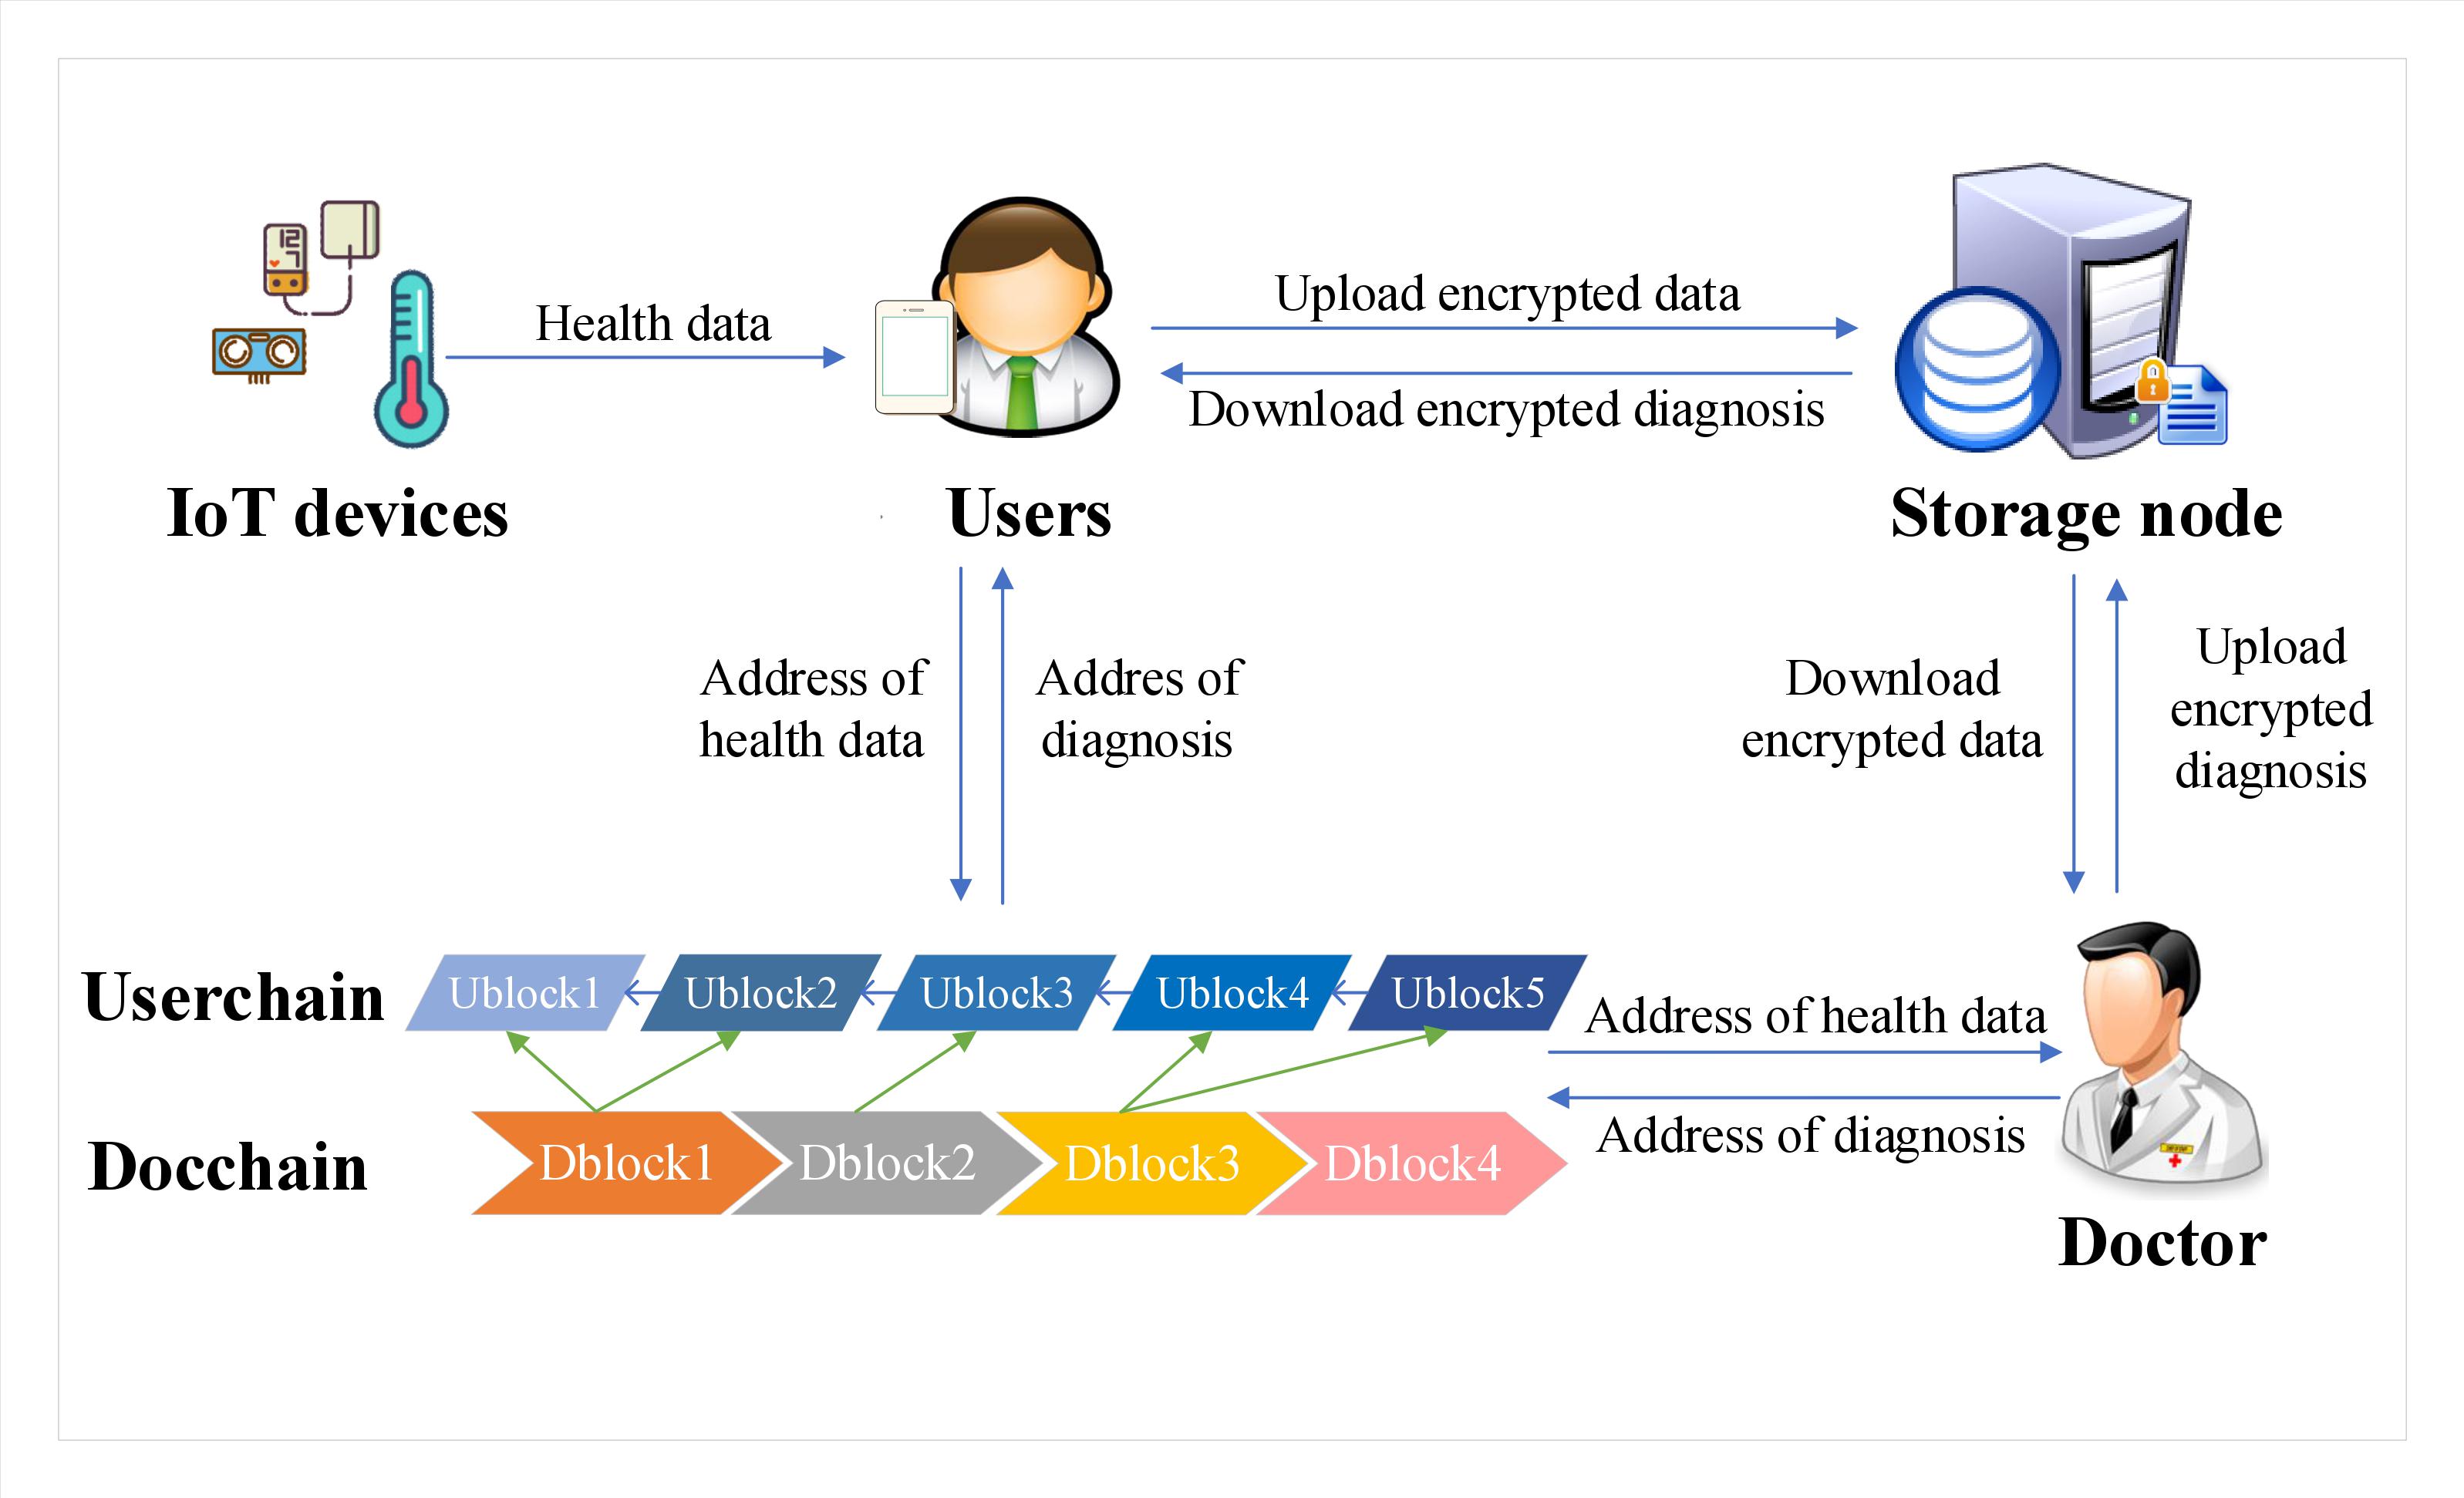 12
7
Health data
Upload encrypted data
Download encrypted diagnosis
IoT devices
Users
Storage node
Address of
health data
Addres of
diagnosis
Download
encrypted data
Upload
encrypted
diagnosis
Userchain
Ublock1
Ublock2
Ublock3
Ublock4
Ublock5
Address of health data
Address of diagnosis
Docchain
Dblock1
Dblock2
Dblock3
Dblock4
Doctor